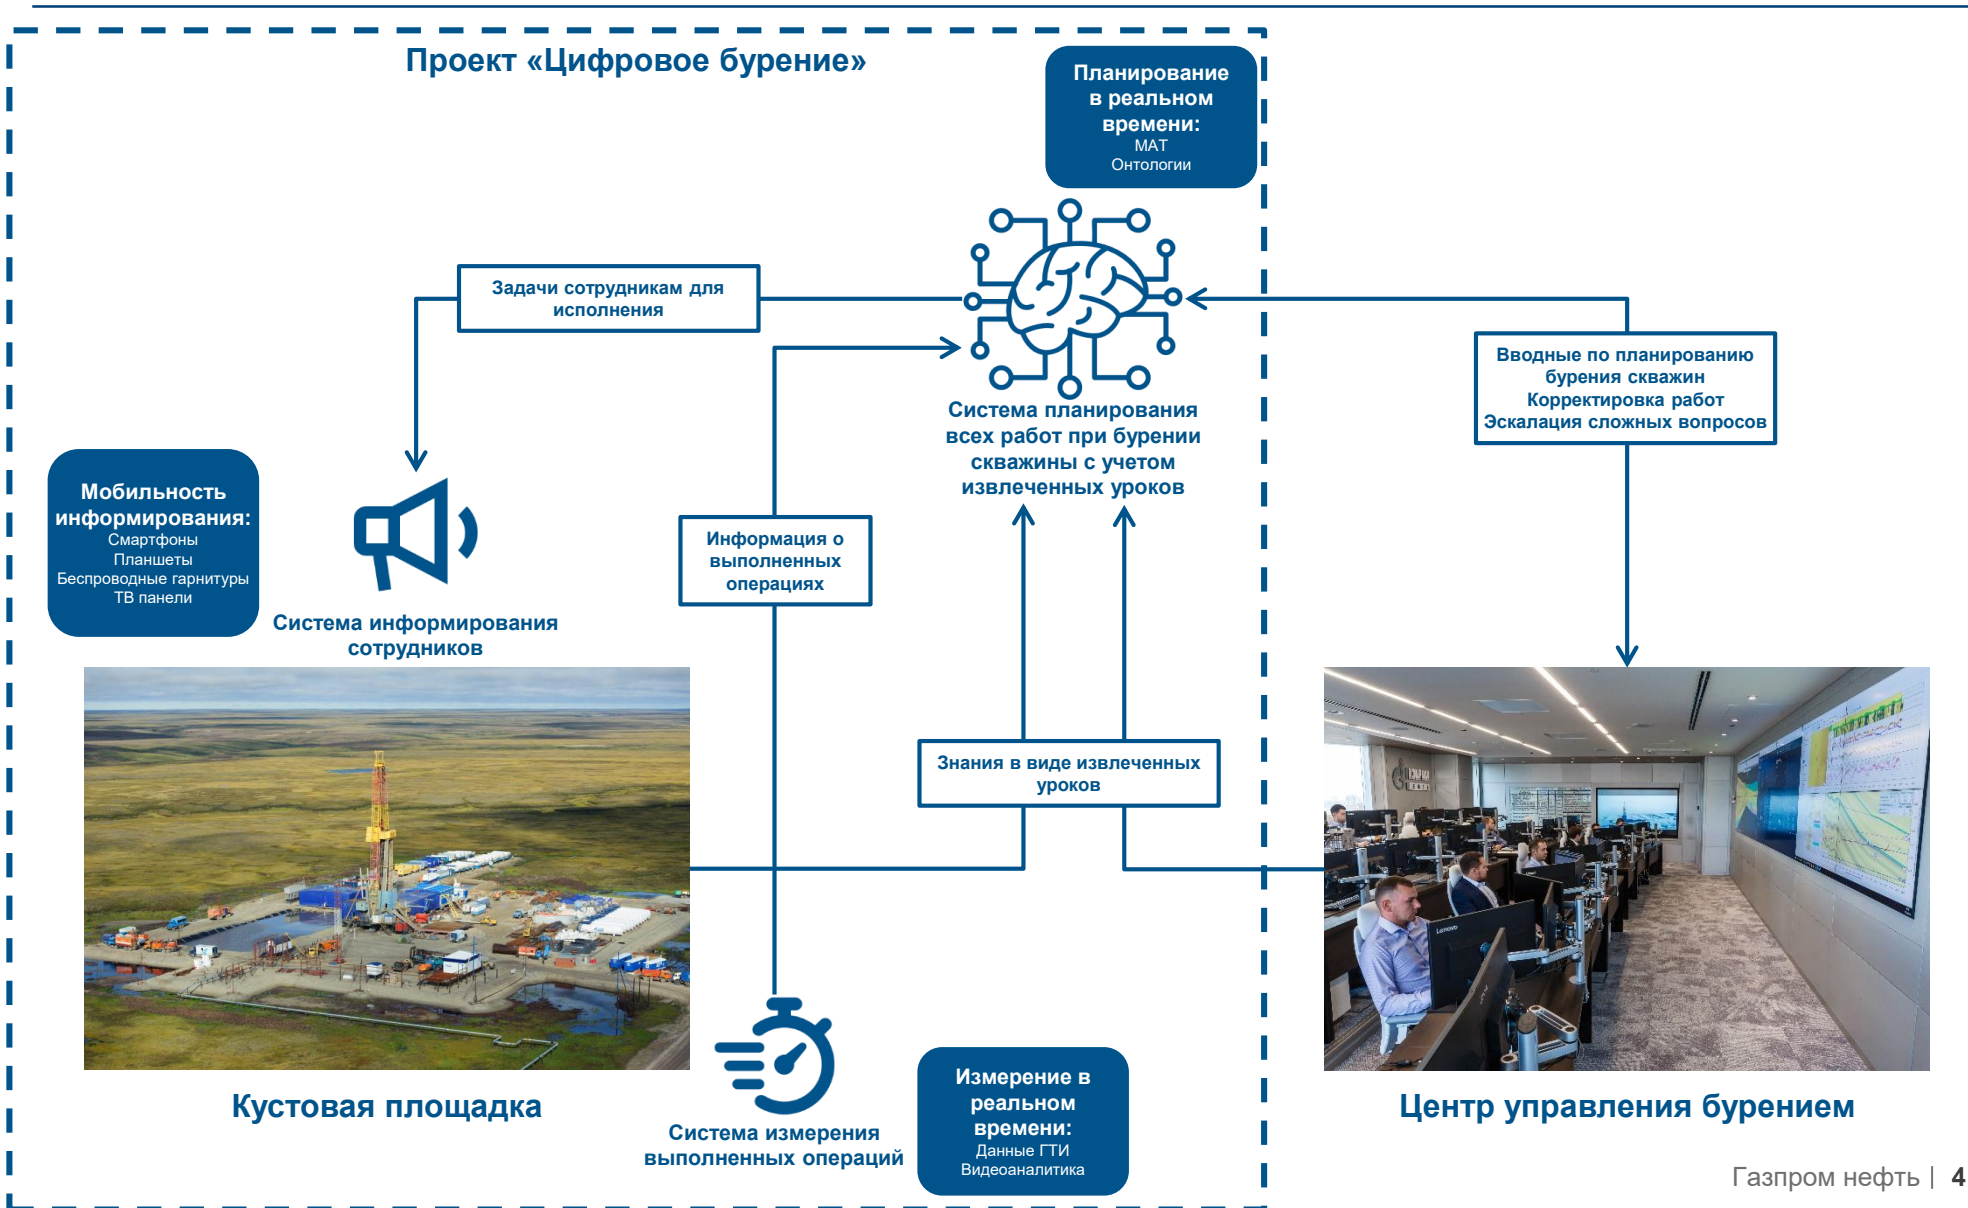 Проект «Цифровое бурение»
Планирование
в реальном
времени:
МАТ
Онтологии
Задачи сотрудникам для
исполнения
Вводные по планированию
бурения скважин
Корректировка работ
Эскалация сложных вопросов
Система планирования
всех работ при бурении
скважины с учетом
извлеченных уроков
Мобильность
информирования:
Смартфоны
Планшеты
Беспроводные гарнитуры
ТВ панели
Информация о
выполненных
операциях
Система информирования
сотрудников
Знания в виде извлеченных
уроков
Lenovo
Кустовая площадка
Центр управления бурением
Измерение в
реальном
времени:
Данные ГТИ
Видеоаналитика
Система измерения
выполненных операций
Газпром нефть | 4